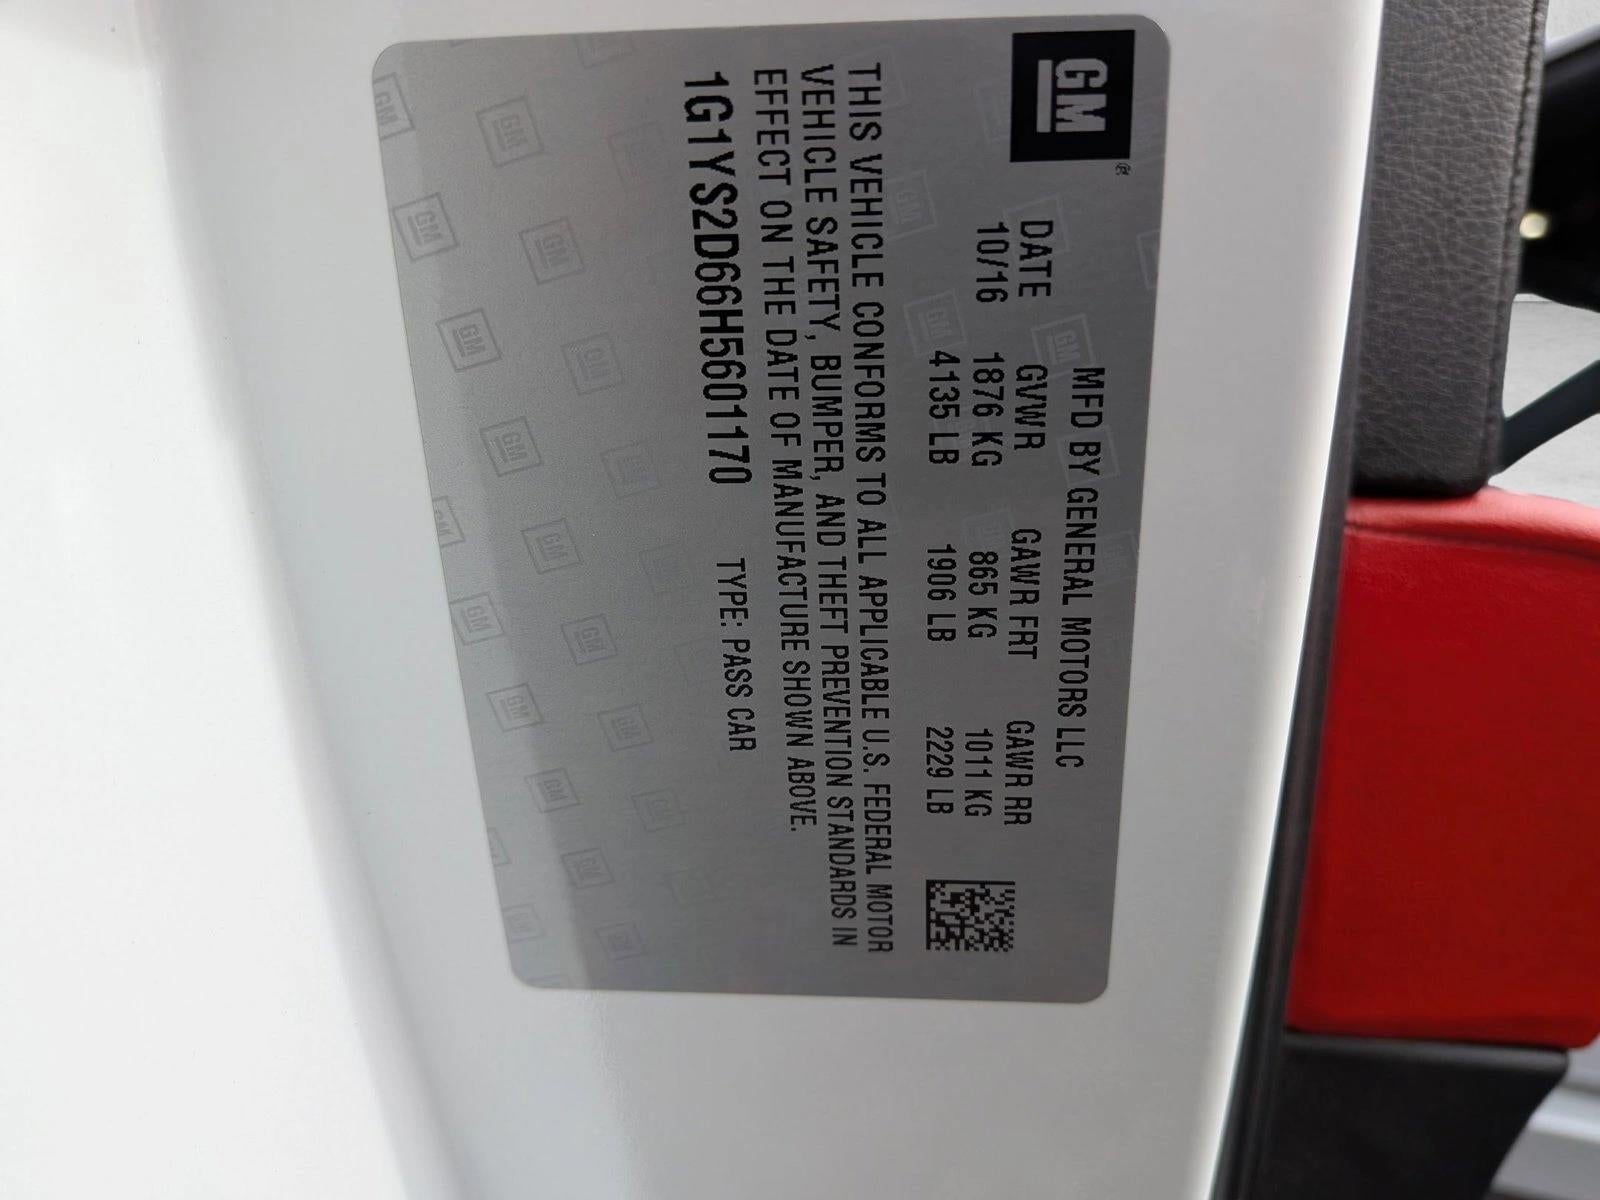 GM
MFD BY GENERAL MOTORS LLC
DATE GVWR GAWR FRT GAWR RR
10/16 1876 KG 865 KG 1011 KG
4135 LB 1906 LB 2229 LB
THIS VEHICLE CONFORMS TO ALL APPLICABLE U.S. FEDERAL MOTOR
VEHICLE SAFETY, BUMPER, AND THEFT PREVENTION STANDARDS IN
EFFECT ON THE DATE OF MANUFACTURE SHOWN ABOVE.
1G1YS2D66H5601170 TYPE: PASS CAR